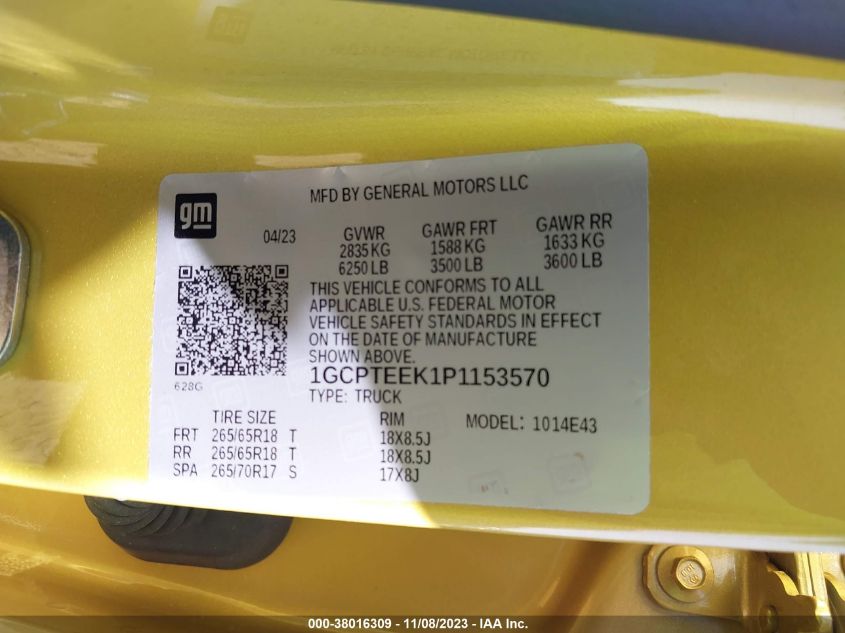 gm
MFD BY GENERAL MOTORS LLC
04/23
GVWR GAWR FRT GAWR RR
2835 KG 1588 KG 1633 KG
6250 LB 3500 LB 3600 LB
THIS VEHICLE CONFORMS TO ALL
APPLICABLE U.S. FEDERAL MOTOR
VEHICLE SAFETY STANDARDS IN EFFECT
ON THE DATE OF MANUFACTURE
SHOWN ABOVE.
628G
1GCPTEEK1P1153570
TYPE: TRUCK
TIRE SIZE RIM MODEL: 1014E43
FRT 265/65R18 T 18X8.5J
RR 265/65R18 T 18X8.5J
SPA 265/70R17 S 17X8J
000-38016309 - 11/08/2023 - IAA Inc.